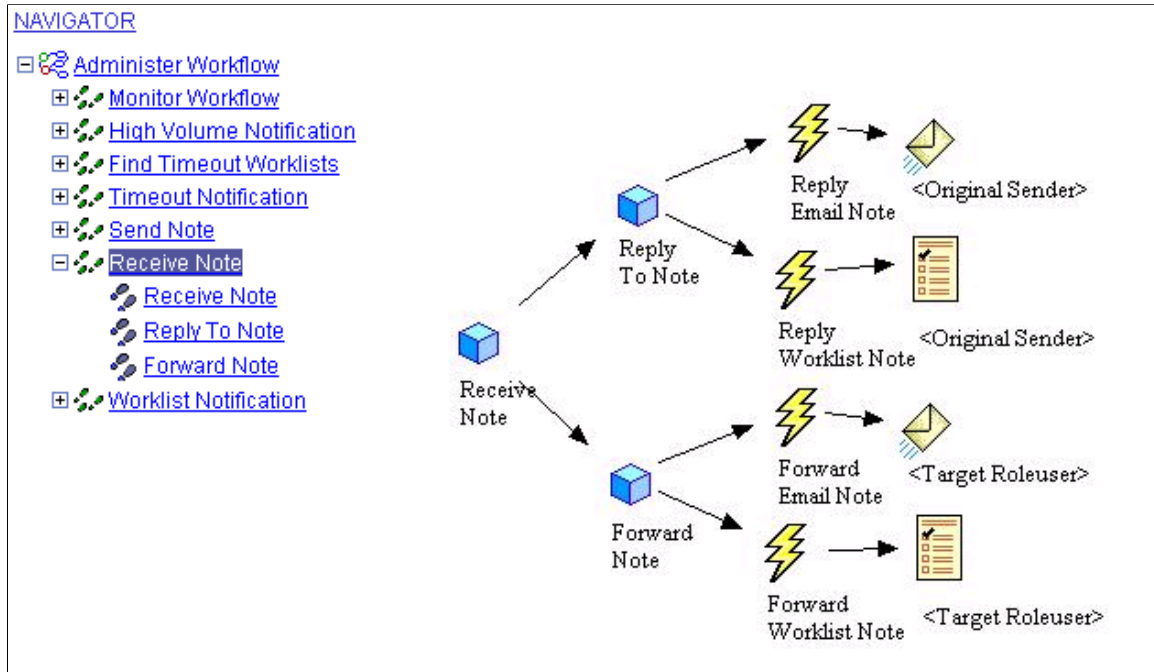 NAVIGATOR
Administer Workflow
Monitor Workflow
High Volume Notification
Find Timeout Worklists
Timeout Notification
Send Note
Receive Note
Receive Note
Reply To Note
Forward Note
Worklist Notification
Receive
Note
Reply
To Note
Reply
Email Note
<Original Sender>
Reply
Worklist Note
<Original Sender>
Forward
Note
Forward
Email Note
<Target Roleuser>
Forward
Worklist Note
<Target Roleuser>